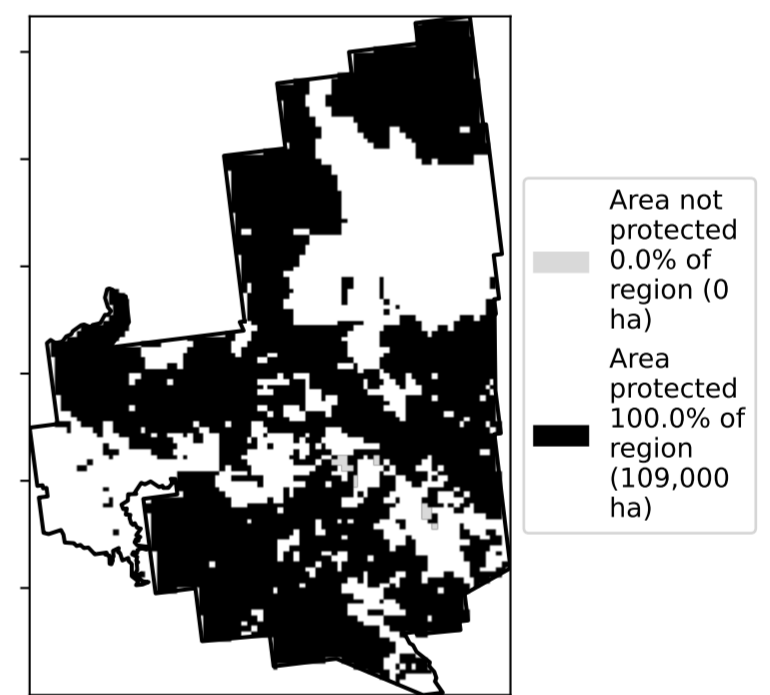 Area not
protected
0.0% of
region (0
ha)
Area
protected
100.0% of
region
(109,000
ha)